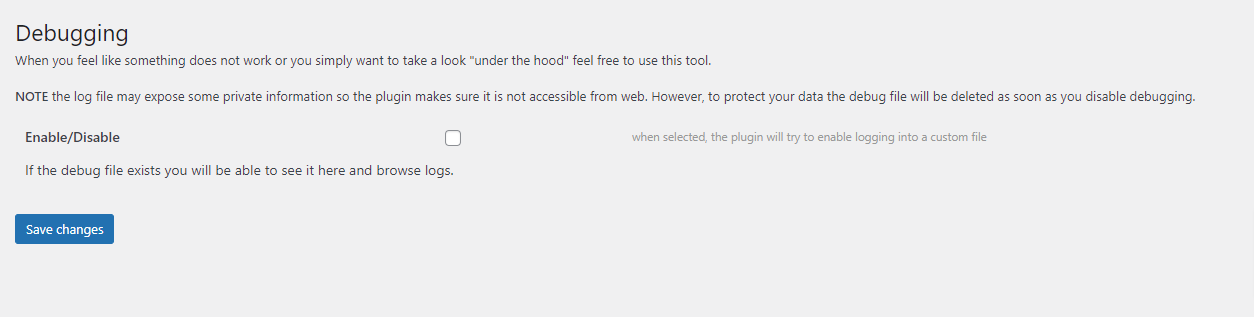 Debugging
When you feel like something does not work or you simply want to take a look "under the hood" feel free to use this tool.
NOTE the log file may expose some private information so the plugin makes sure it is not accessible from web. However, to protect your data the debug file will be deleted as soon as you disable debugging.
Enable/Disable when selected, the plugin will try to enable logging into a custom file
If the debug file exists you will be able to see it here and browse logs.
Save changes